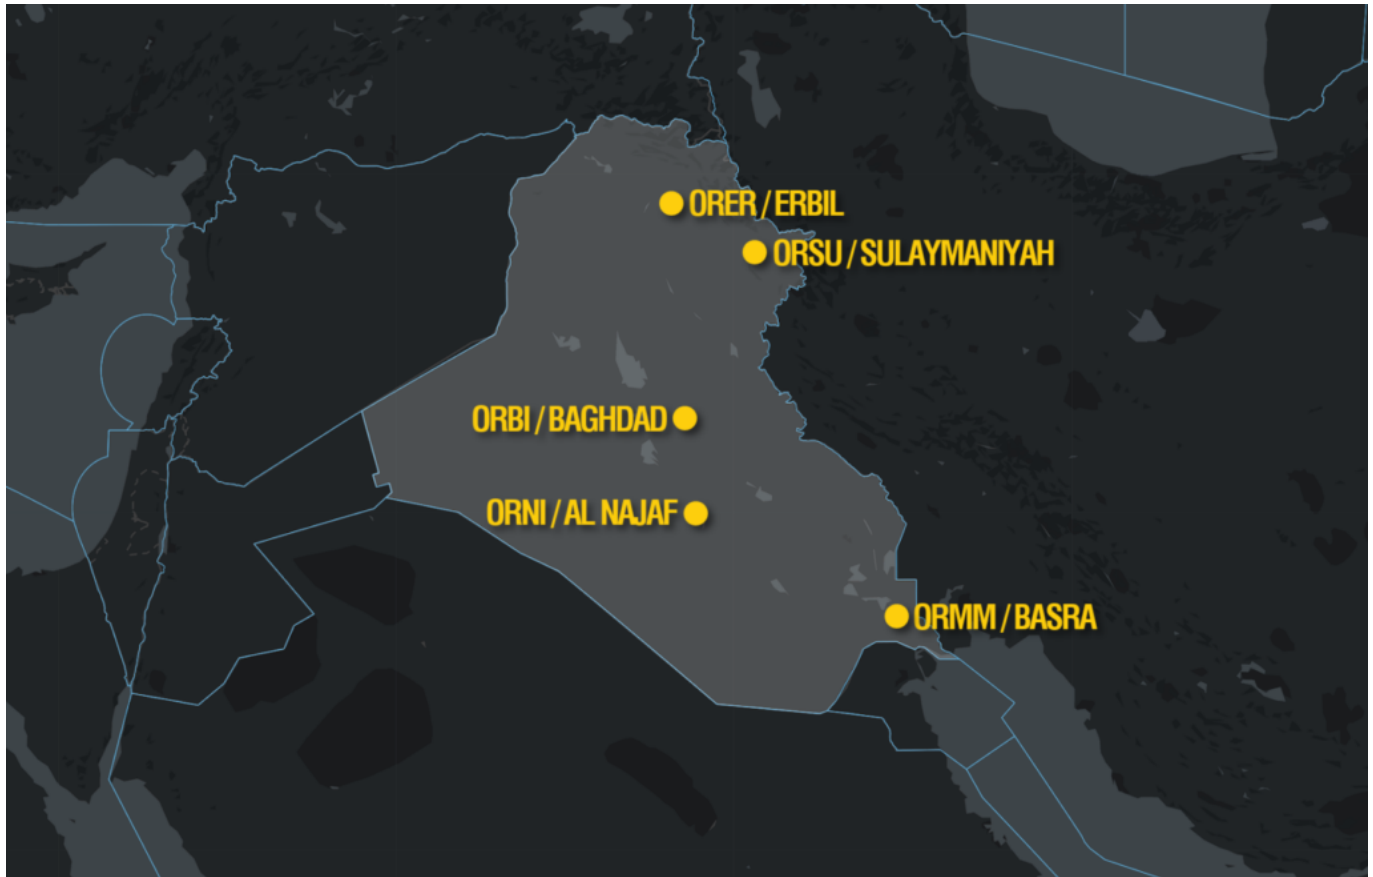 ORER / ERBIL
ORSU / SULAYMANIYAH
ORBI / BAGHDAD
ORNI / AL NAJAF
ORMM / BASRA